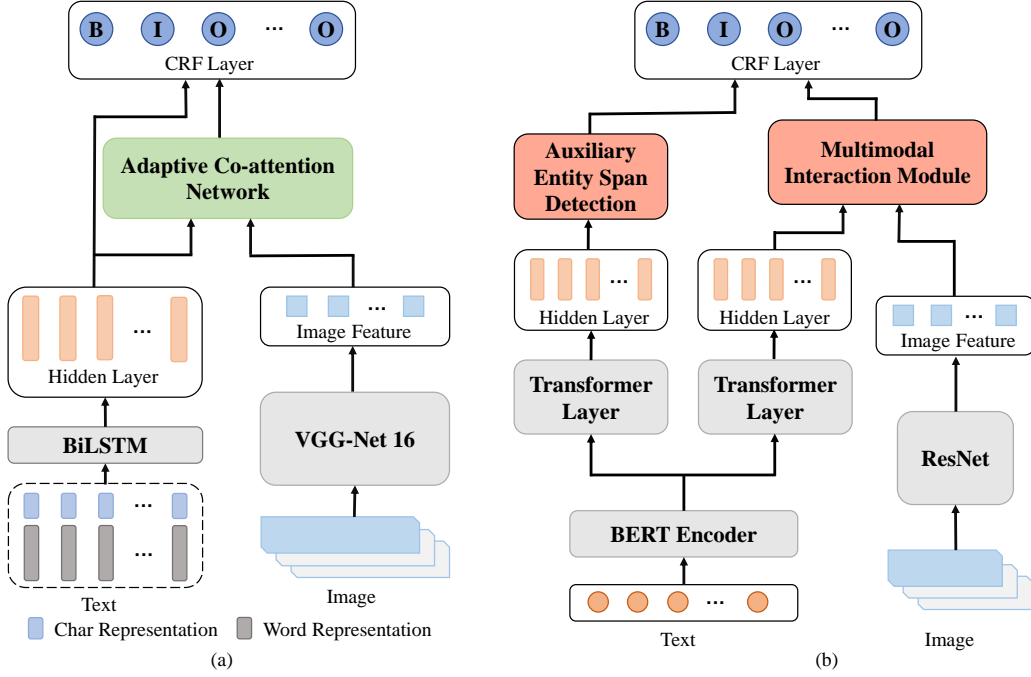 B I O ... O
CRF Layer
Adaptive Co-attention
Network
Hidden Layer
...
Image Feature
...
BiLSTM
VGG-Net 16
...
...
Text
Image
Char Representation
Word Representation
(a)
B I O ... O
CRF Layer
Auxiliary
Entity Span
Detection
Multimodal
Interaction Module
...
Hidden Layer
...
Hidden Layer
...
Image Feature
Transformer
Layer
Transformer
Layer
ResNet
BERT Encoder
...
Text
Image
(b)